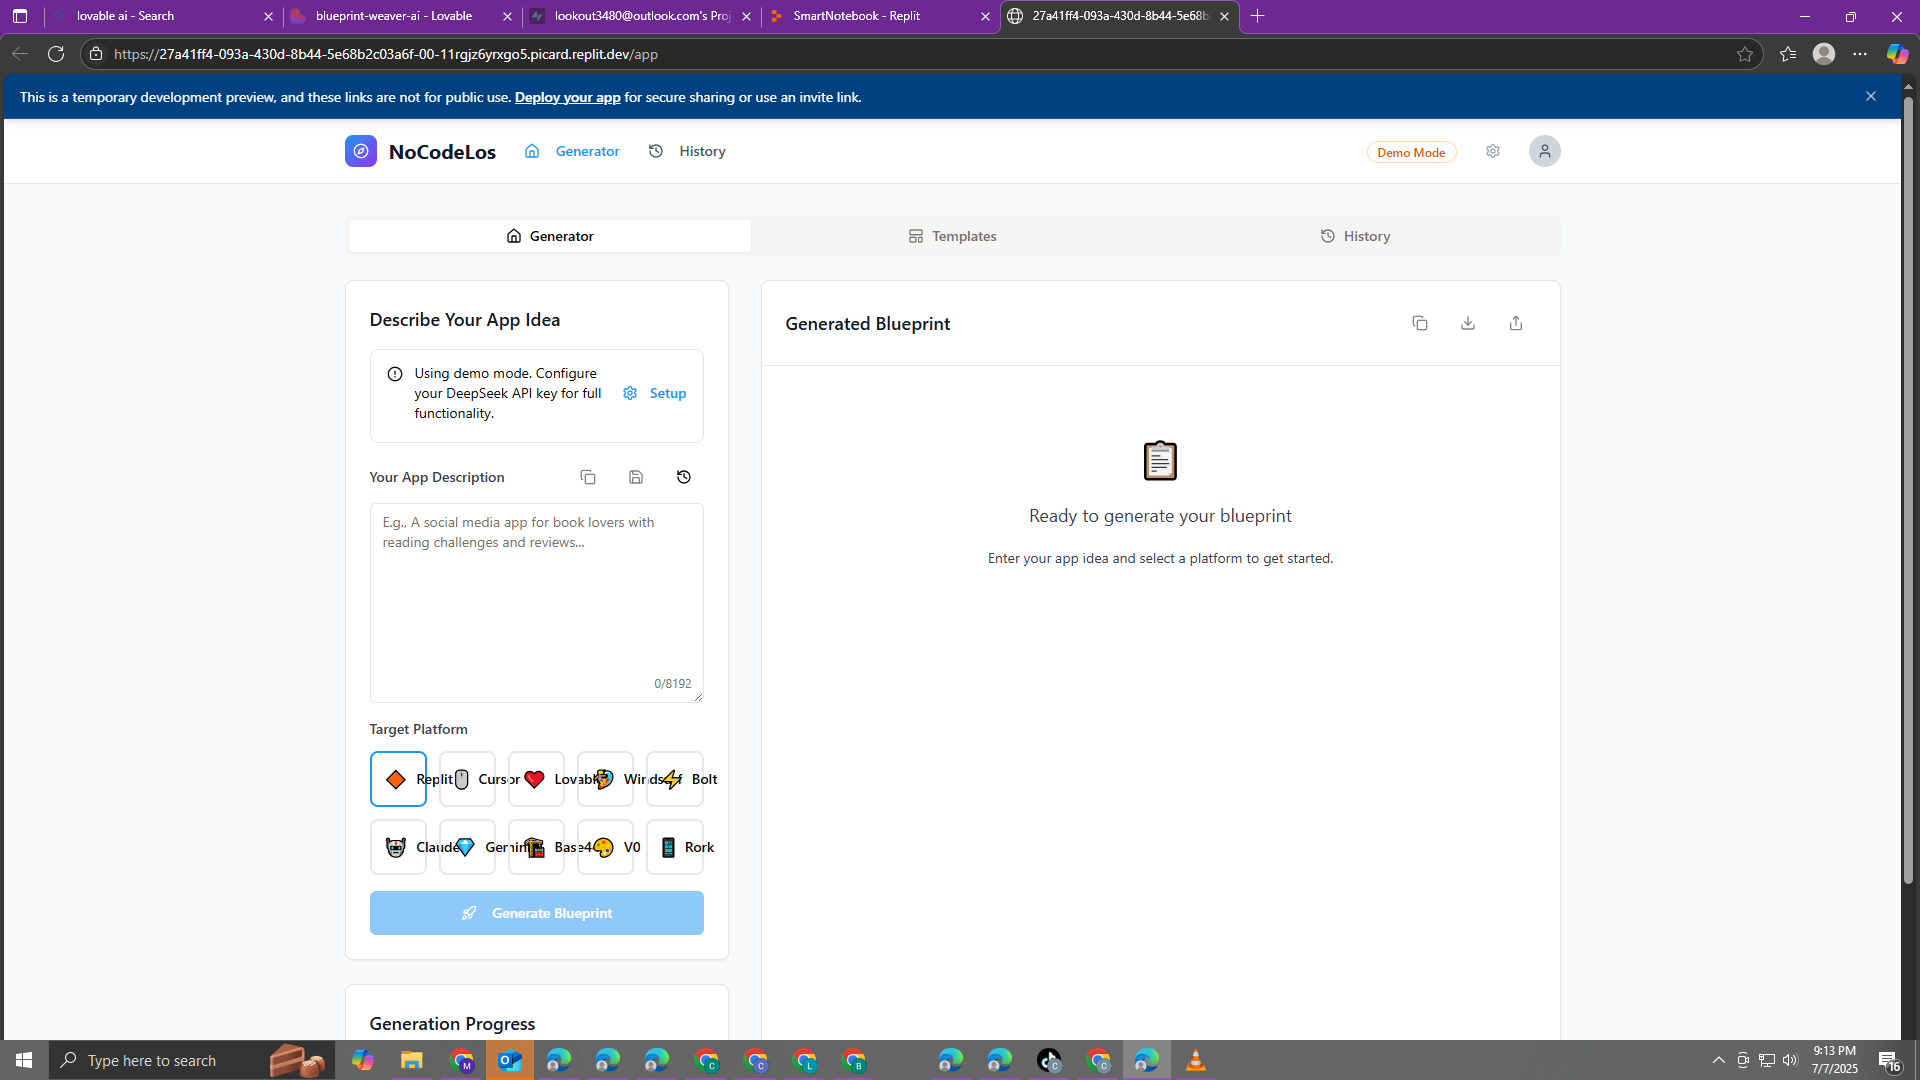 lovable ai - Search
blueprint-weaver-ai - Lovable
lookout3480@outlook.com's Proj
SmartNotebook - Replit
27a41ff4-093a-430d-8b44-5e68b
https://27a41ff4-093a-430d-8b44-5e68b2c03a6f-00-11rgjz6yrxgo5.picard.replit.dev/app
This is a temporary development preview, and these links are not for public use. Deploy your app for secure sharing or use an invite link.
NoCodeLos
Generator
History
Demo Mode
Generator
Templates
History
Describe Your App Idea
Using demo mode. Configure
your DeepSeek API key for full
functionality.
Setup
Your App Description
E.g., A social media app for book lovers with
reading challenges and reviews...
0/8192
Target Platform
Replit
Cursor
Lovabl
Windsurf
Bolt
Claude
Gemini
Base4
V0
Rork
Generate Blueprint
Generation Progress
Generated Blueprint
Ready to generate your blueprint
Enter your app idea and select a platform to get started.
Type here to search
9:13 PM
7/7/2025
16